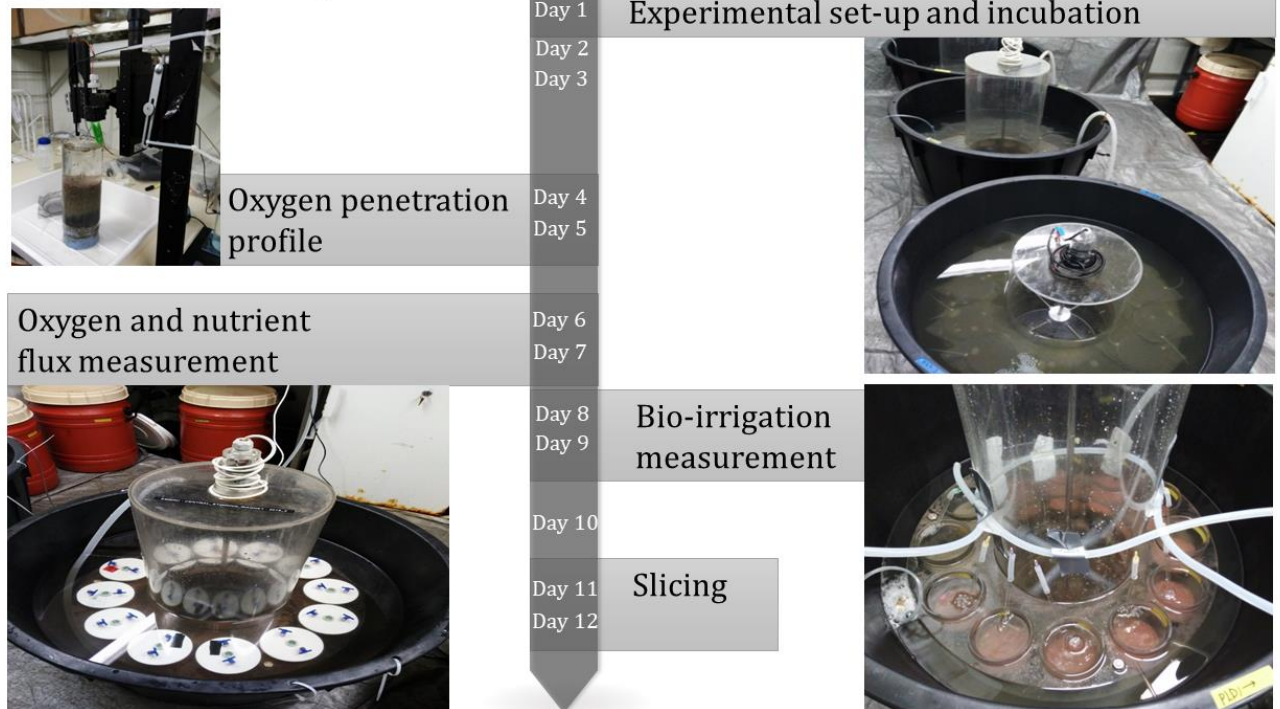 Day 1
Experimental set-up and incubation
Day 2
Day 3
Oxygen penetration
profile
Day 4
Day 5
Oxygen and nutrient
flux measurement
Day 6
Day 7
Day 8
Day 9
Bio-irrigation
measurement
Day 10
Day 11
Day 12
Slicing